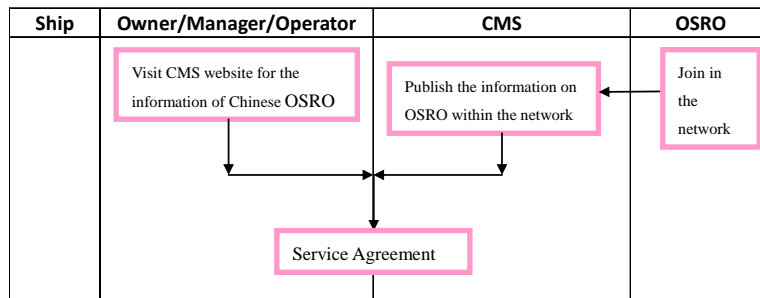 Ship
Owner/Manager/Operator
CMS
OSRO
Visit CMS website for the
information of Chinese OSRO
Publish the information on
OSRO within the network
Join in
the
network
Service Agreement